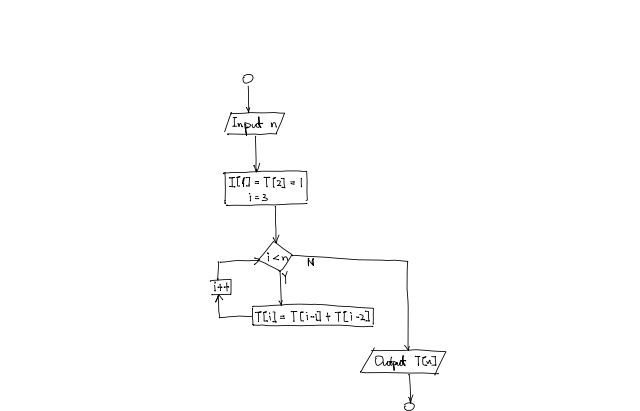 Input n
T[1] = T[2] = 1
i = 3
i < n
N
Y
i++
T[i] = T[i-1] + T[i-2]
Output T[n]